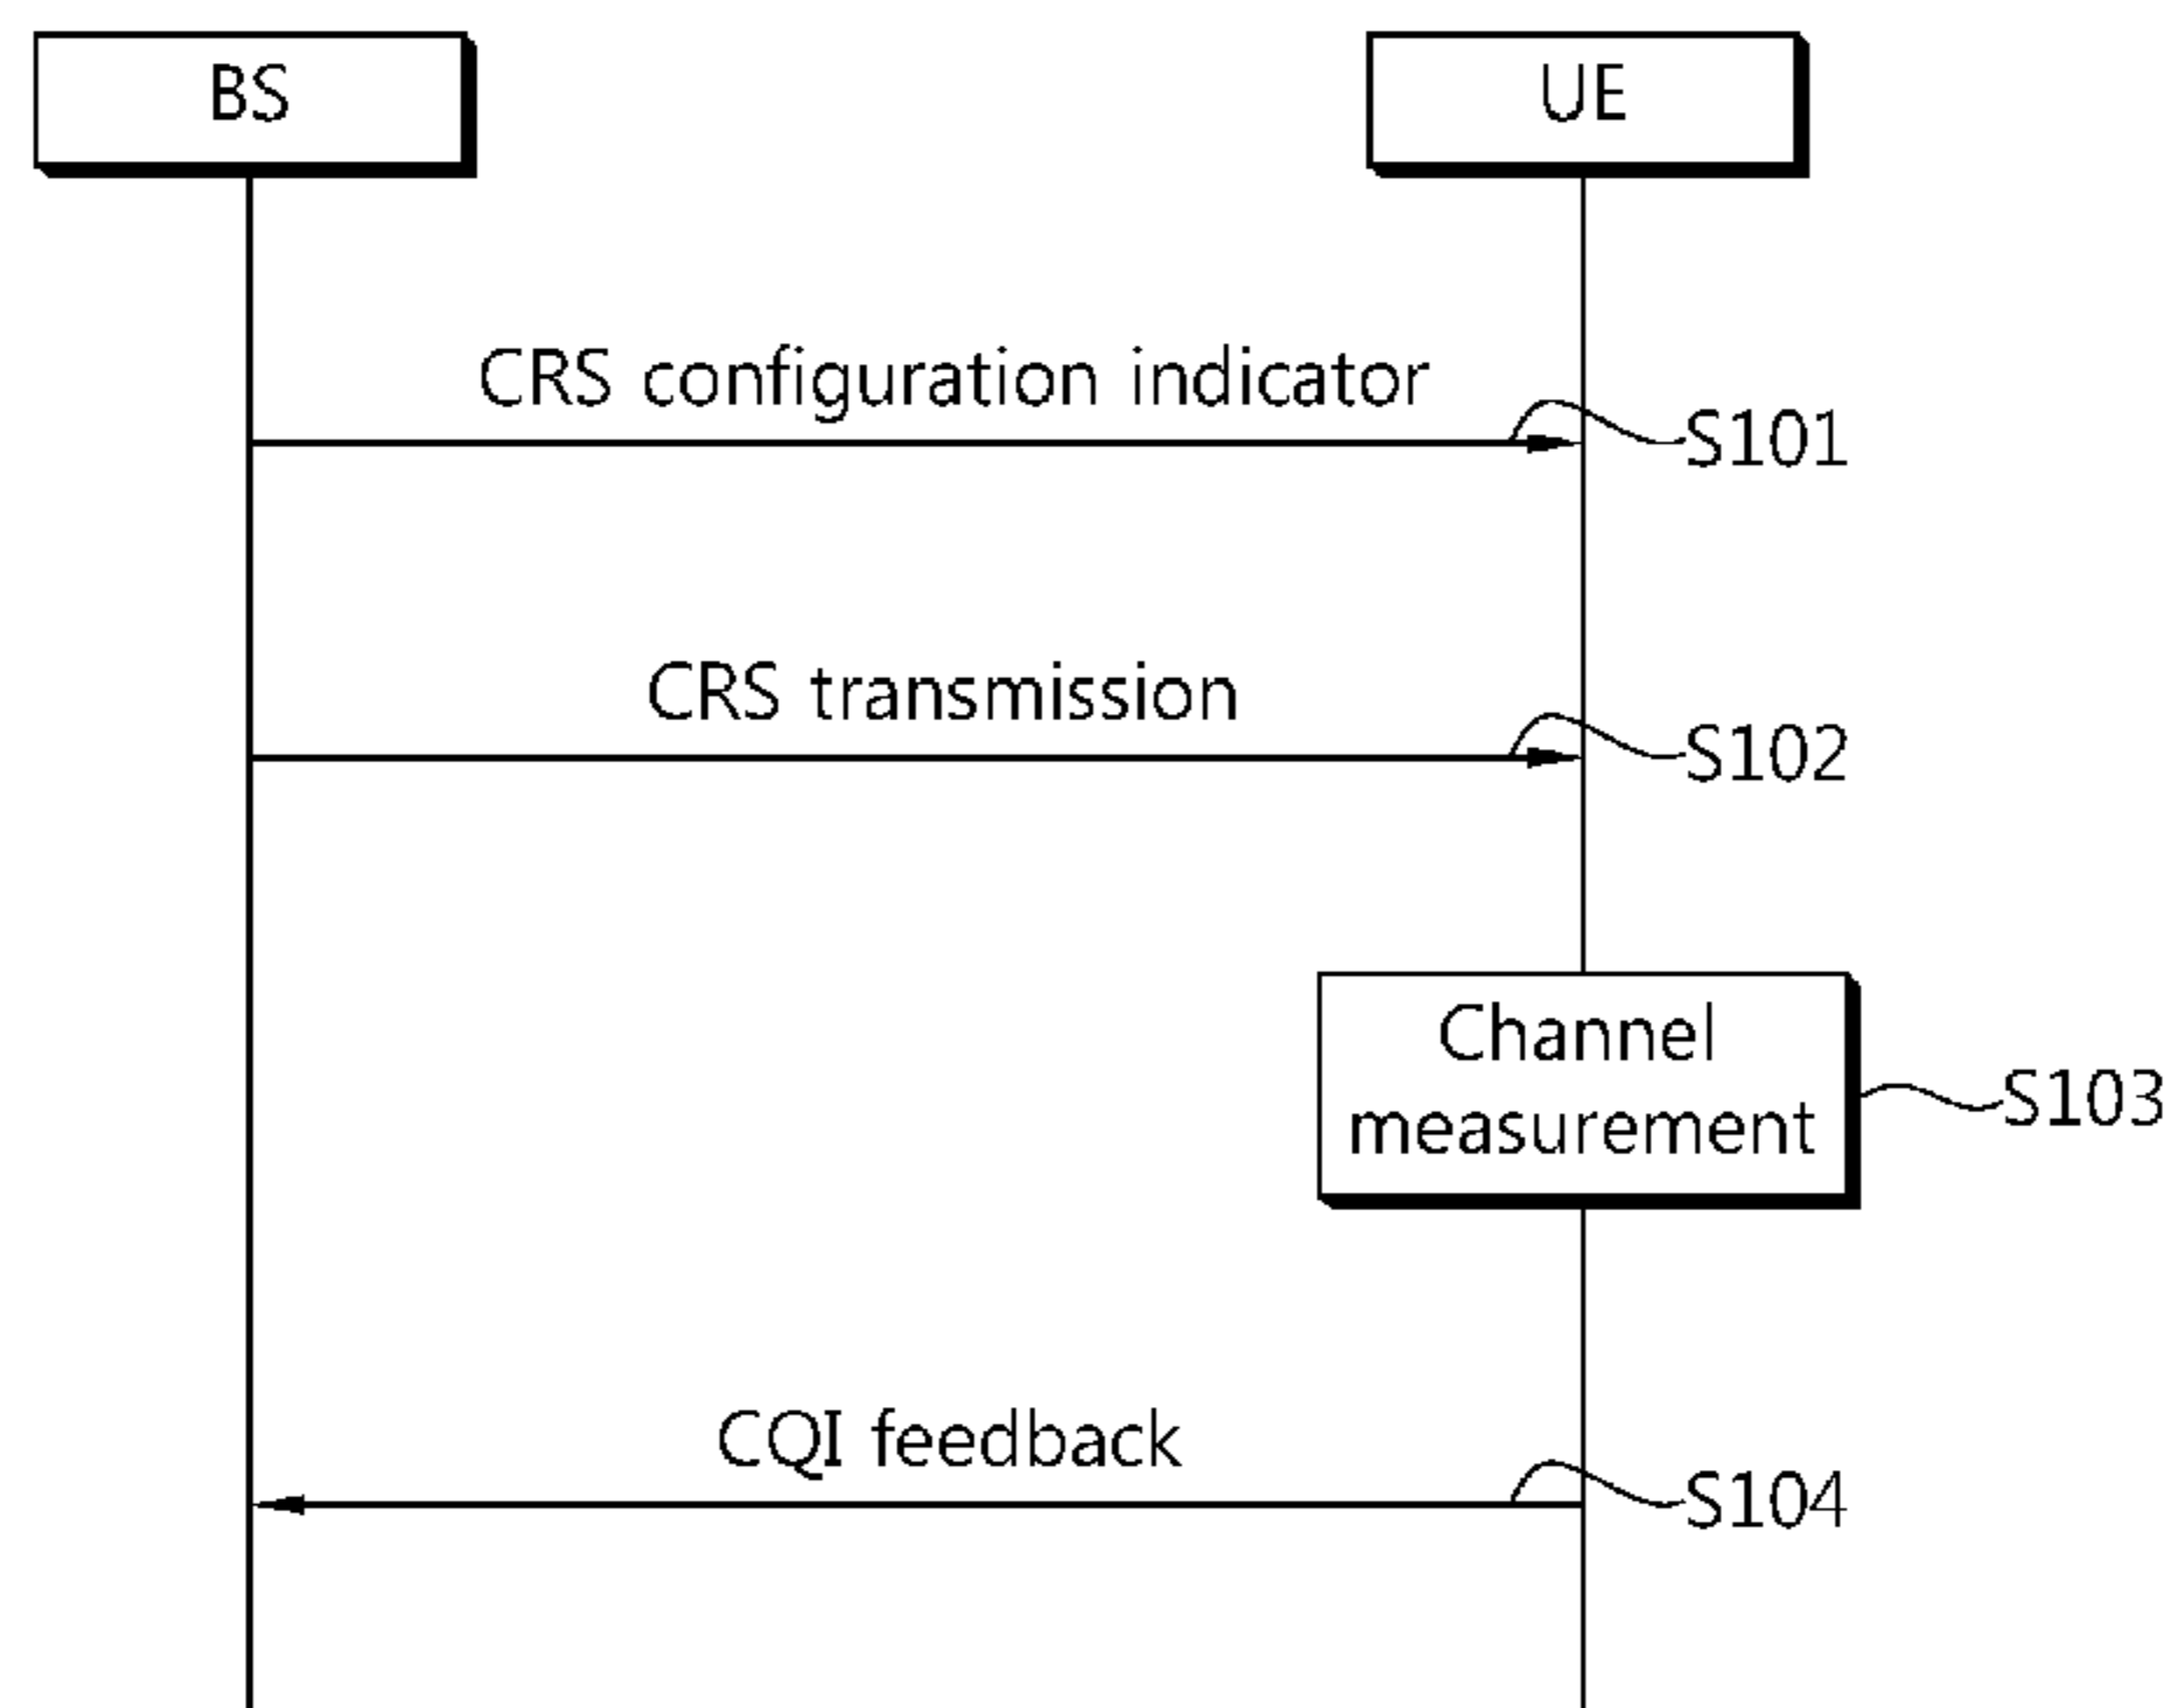 BS
UE
CRS configuration indicator
S101
CRS transmission
S102
Channel
measurement
S103
CQI feedback
S104